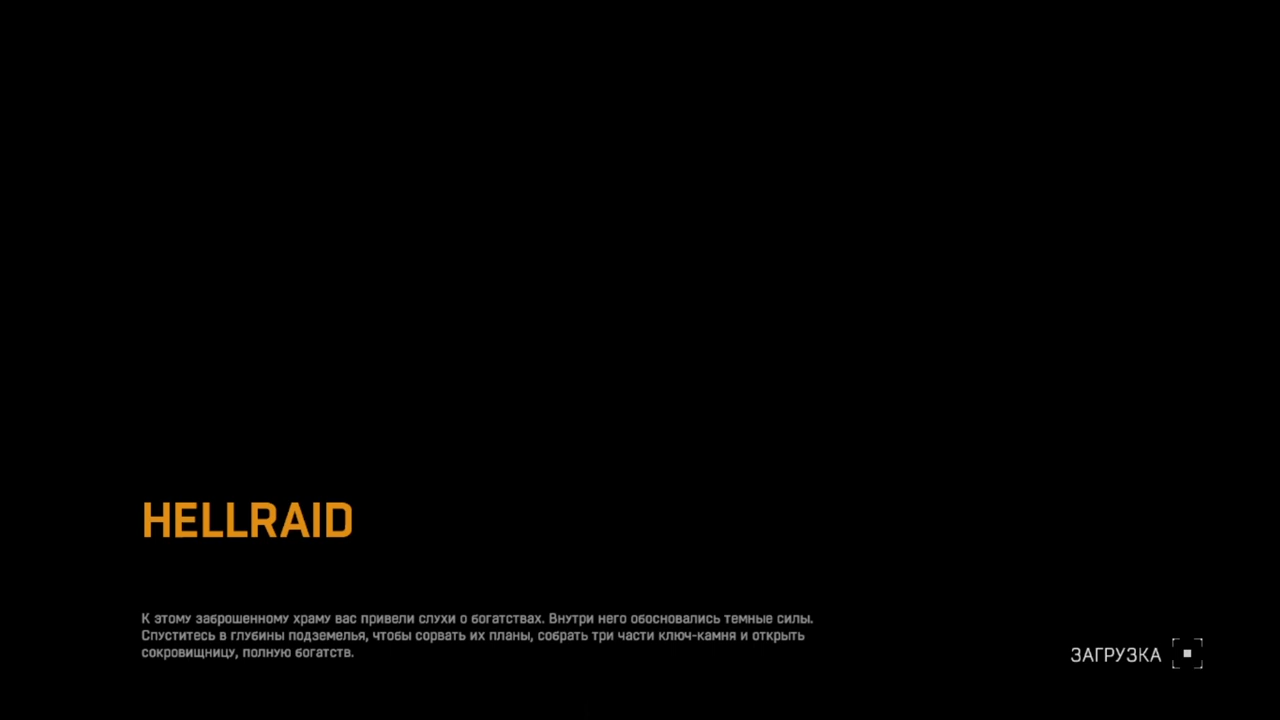 HELLRAID
К этому заброшенному храму вас привели слухи о богатствах. Внутри него обосновались темные силы.
Спуститесь в глубины подземелья, чтобы сорвать их планы, собрать три части ключ-камня и открыть
сокровищницу, полную богатств.
ЗАГРУЗКА